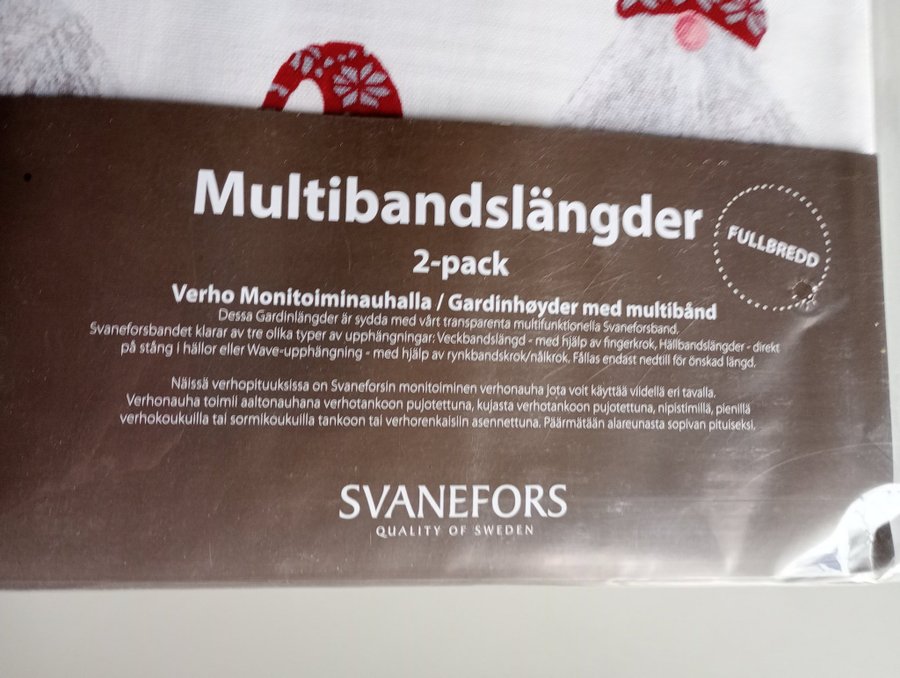 Multibandslängder
FULLBREDD
2-pack
Verho Monitoiminauhalla / Gardinhøyder med multibånd
Dessa Gardinlängder är sydda med vårt transparenta multifunktionella Svaneforsband.
Svaneforsbandet klarar av tre olika typer av upphängningar: Veckbandslängd - med hjälp av fingerkrok, Hällbandslängder - direkt
på stång i hällor eller Wave-upphängning - med hjälp av rynkbandskrok/nålkrok. Fållas endast nedtill för önskad längd.
Näissä verhopituuksissa on Svaneforsin monitoiminen verhonauha jota voit käyttää viidellä eri tavalla.
Verhonauha toimii aaltonauhana verhotankoon pujotettuna, kujasta verhotankoon pujotettuna, nipistimillä, pienillä
verhokoukuilla tai sormikoukuilla tankoon tai verhorenkaisiin asennettuna. Päärmätään alareunasta sopivan pituiseksi.
SVANEFORS
QUALITY OF SWEDEN